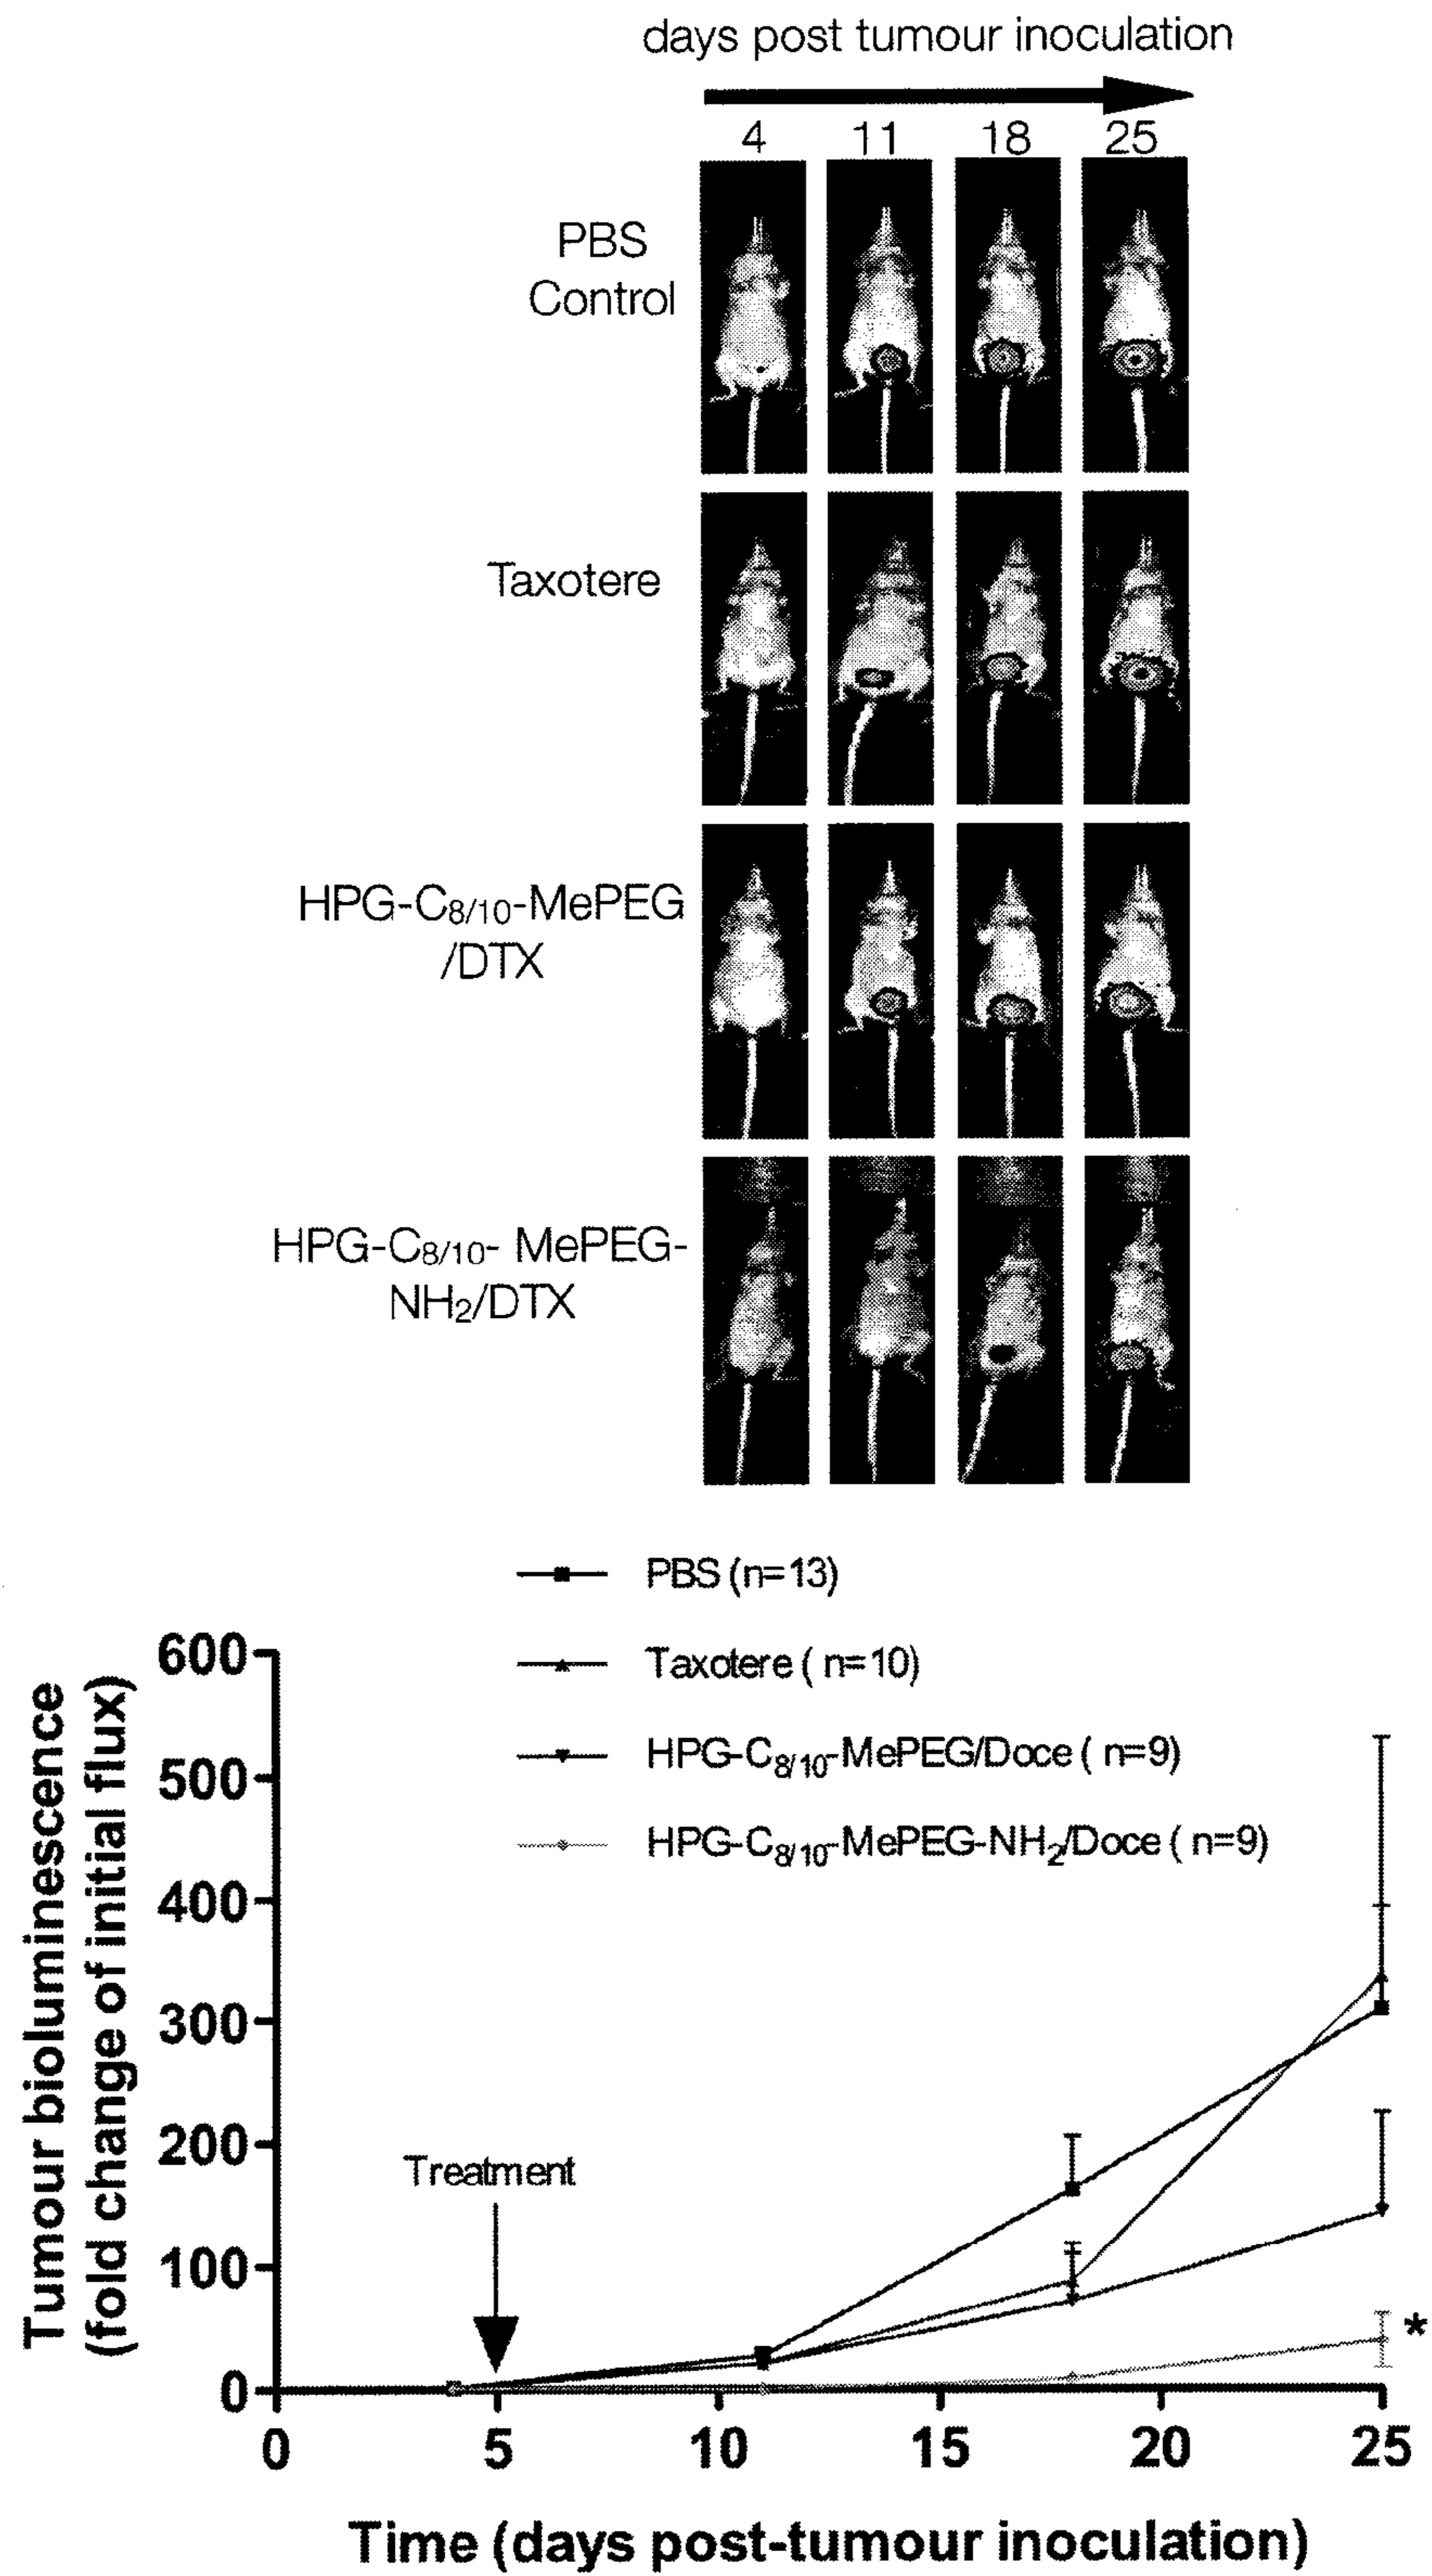 days post tumour inoculation
4 11 18 25
PBS
Control
Taxotere
HPG-C8/10-MePEG
/DTX
HPG-C8/10- MePEG-
NH2/DTX
PBS (n=13)
Taxotere ( n=10)
HPG-C8/10-MePEG/Doce ( n=9)
HPG-C8/10-MePEG-NH2/Doce ( n=9)
Tumour bioluminescence
(fold change of initial flux)
600
500
400
300
200
100
0
Treatment
*
0 5 10 15 20 25
Time (days post-tumour inoculation)